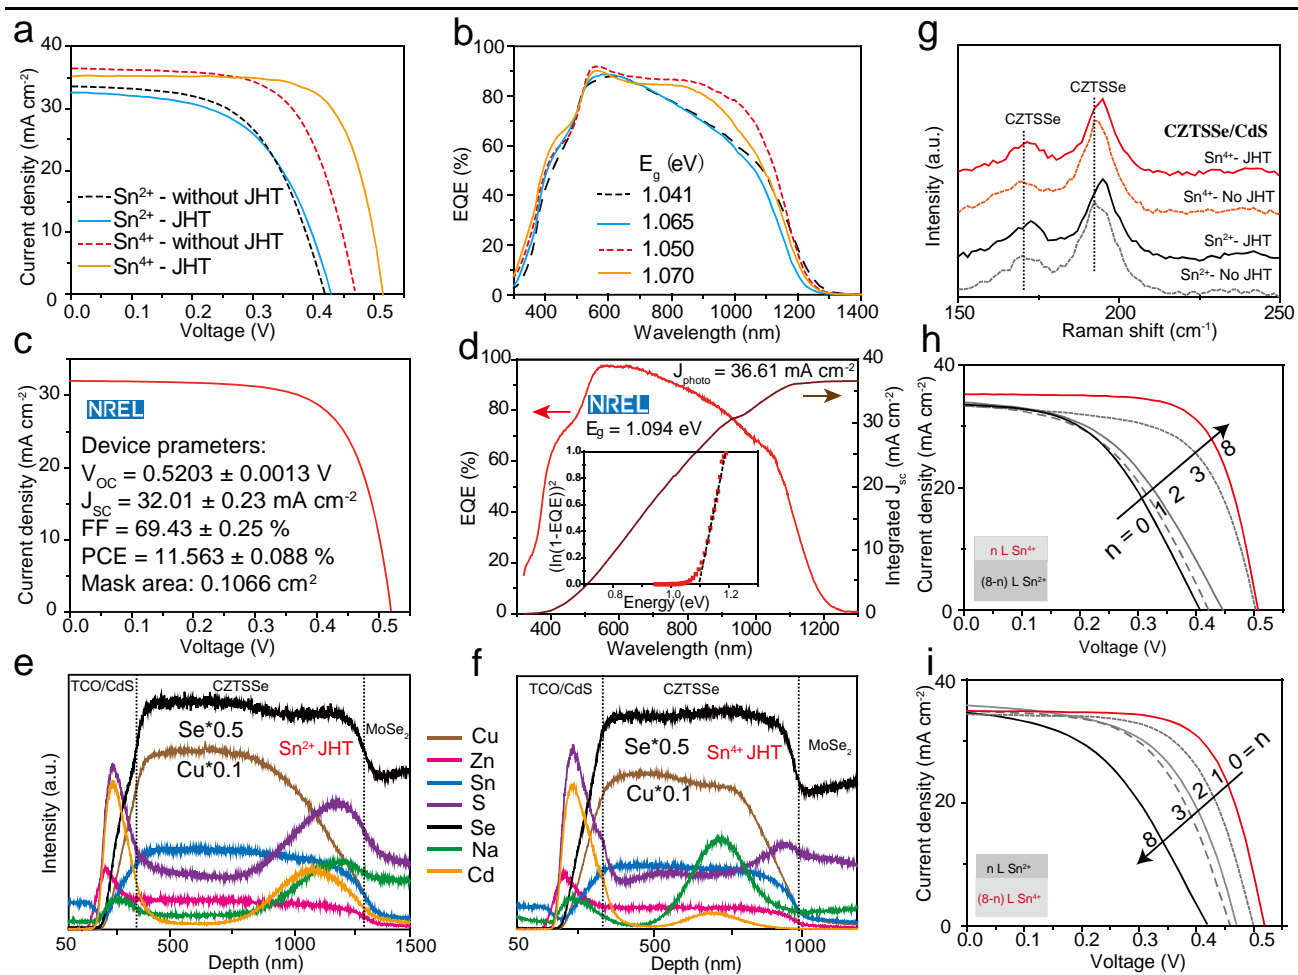 a
Current density (mA cm-2)
40
30
20
10
0
Sn2+ - without JHT
Sn2+ - JHT
Sn4+ - without JHT
Sn4+ - JHT
0.0 0.1 0.2 0.3 0.4 0.5
Voltage (V)
b
EQE (%)
100
80
60
40
20
0
Eg (eV)
1.041
1.065
1.050
1.070
400 600 800 1000 1200 1400
Wavelength (nm)
g
Intensity (a.u.)
CZTSSe
CZTSSe
CZTSSe/CdS
Sn4+- JHT
Sn4+- No JHT
Sn2+- JHT
Sn2+- No JHT
150 200 250
Raman shift (cm-1)
c
Current density (mA cm-2)
30
20
10
0
NREL
Device prameters:
VOC = 0.5203 ± 0.0013 V
JSC = 32.01 ± 0.23 mA cm-2
FF = 69.43 ± 0.25 %
PCE = 11.563 ± 0.088 %
Mask area: 0.1066 cm2
0.0 0.1 0.2 0.3 0.4 0.5
Voltage (V)
d
EQE (%)
100
80
60
40
20
0
Jphoto = 36.61 mA cm-2
NREL
Eg = 1.094 eV
(ln(1-EQE))2
1.0
0.8
0.6
0.4
0.2
0.0
0.8 1.0 1.2
Energy (eV)
40
30
20
10
0
Integrated Jsc (mA cm-2)
400 600 800 1000 1200
Wavelength (nm)
h
Current density (mA cm-2)
40
20
0
n = 0 1 2 3 8
n L Sn4+
(8-n) L Sn2+
0.0 0.1 0.2 0.3 0.4 0.5
Voltage (V)
e
Intensity (a.u.)
TCO/CdS
CZTSSe
MoSe2
Se*0.5
Sn2+ JHT
Cu*0.1
50 500 1000 1500
Depth (nm)
Cu
Zn
Sn
S
Se
Na
Cd
f
TCO/CdS
CZTSSe
MoSe2
Se*0.5
Sn4+ JHT
Cu*0.1
50 500 1000
Depth (nm)
i
Current density (mA cm-2)
40
20
0
8 3 2 1 0 = n
n L Sn2+
(8-n) L Sn4+
0.0 0.1 0.2 0.3 0.4 0.5
Voltage (V)